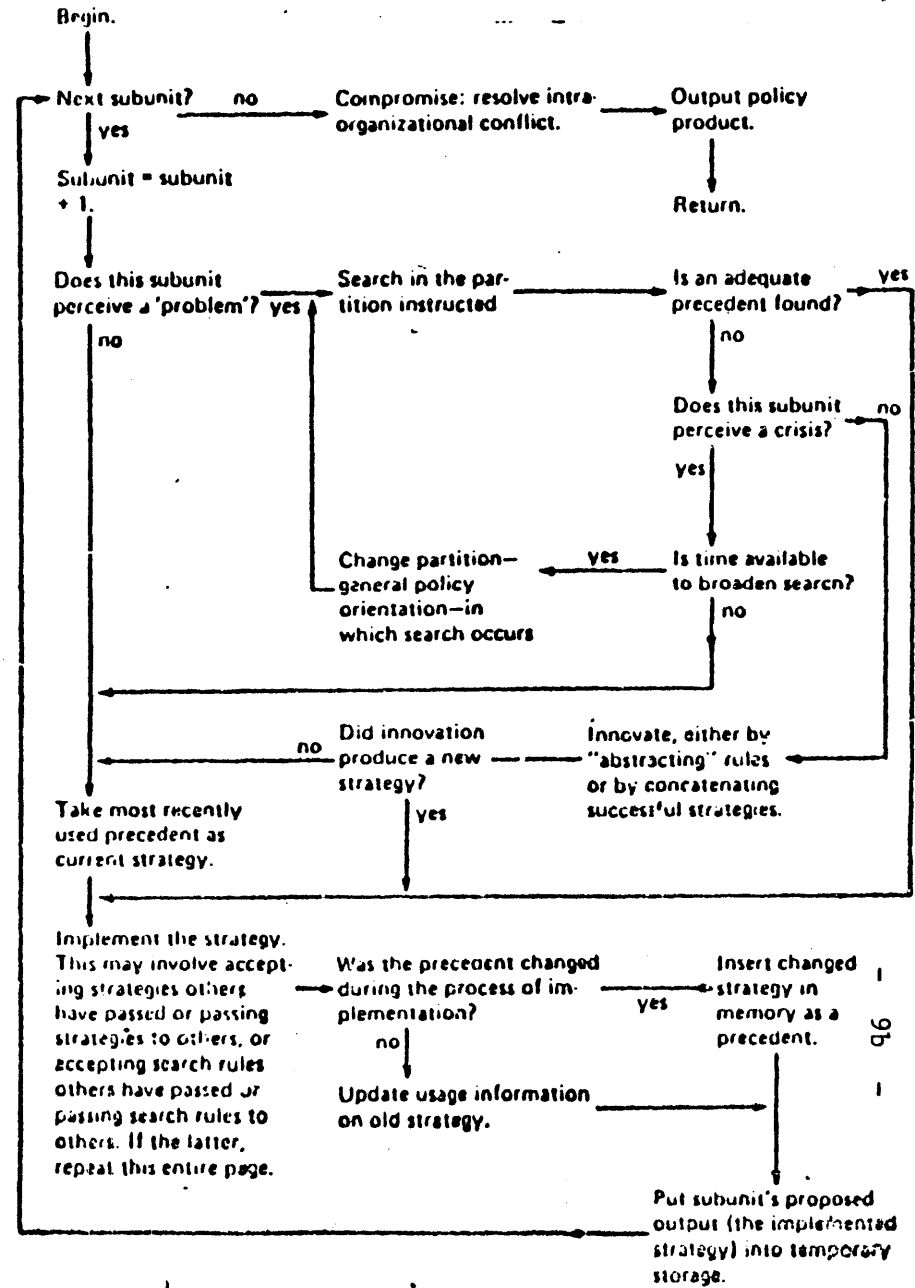 Begin.
Next subunit?
no
Compromise: resolve intra-
organizational conflict.
Output policy
product.
yes
Subunit = subunit
+ 1.
Return.
Does this subunit
perceive a 'problem'?
yes
Search in the par-
tition instructed
Is an adequate
precedent found?
yes
no
no
Does this subunit
perceive a crisis?
no
yes
Change partition—
general policy
orientation—in
which search occurs
yes
Is time available
to broaden search?
no
no
Did innovation
produce a new
strategy?
Innovate, either by
"abstracting" rules
or by concatenating
successful strategies.
yes
Take most recently
used precedent as
current strategy.
Implement the strategy.
This may involve accept-
ing strategies others
have passed or passing
strategies to others, or
accepting search rules
others have passed or
passing search rules to
others. If the latter,
repeat this entire page.
Was the precedent changed
during the process of im-
plementation?
yes
Insert changed
strategy in
memory as a
precedent.
no
Update usage information
on old strategy.
Put subunit's proposed
output (the implemented
strategy) into temporary
storage.
- 96 -